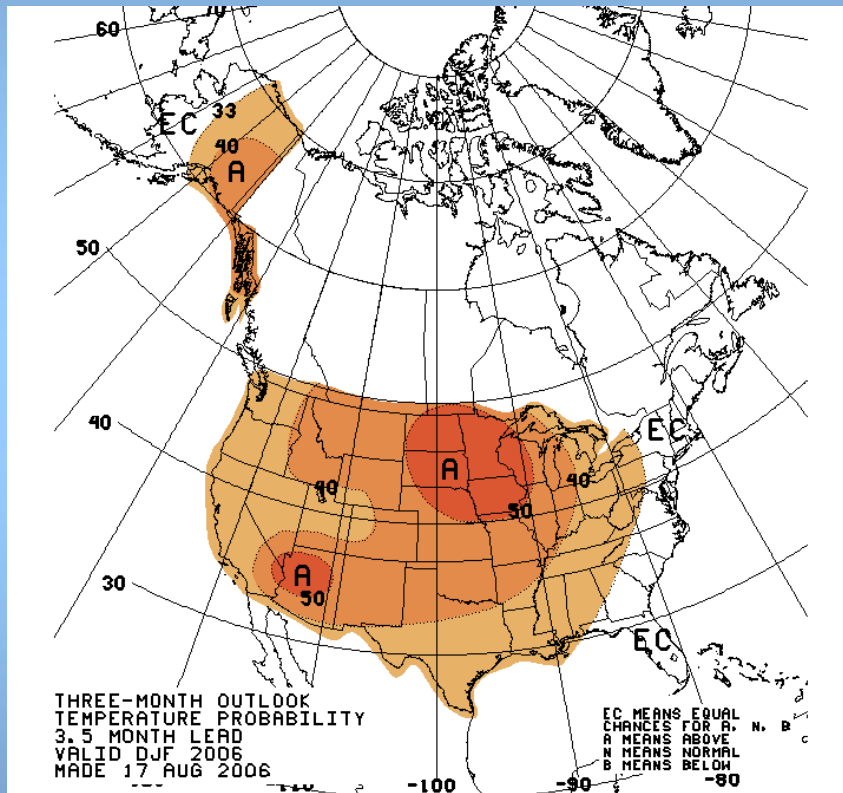 70
60
33
EC
40
A
50
40
EC
A
40
50
A
50
30
EC
THREE-MONTH OUTLOOK
TEMPERATURE PROBABILITY
3.5 MONTH LEAD
VALID DJF 2006
MADE 17 AUG 2006
EC MEANS EQUAL
CHANCES FOR A, N, B
A MEANS ABOVE
N MEANS NORMAL
B MEANS BELOW
-100
-90
-80